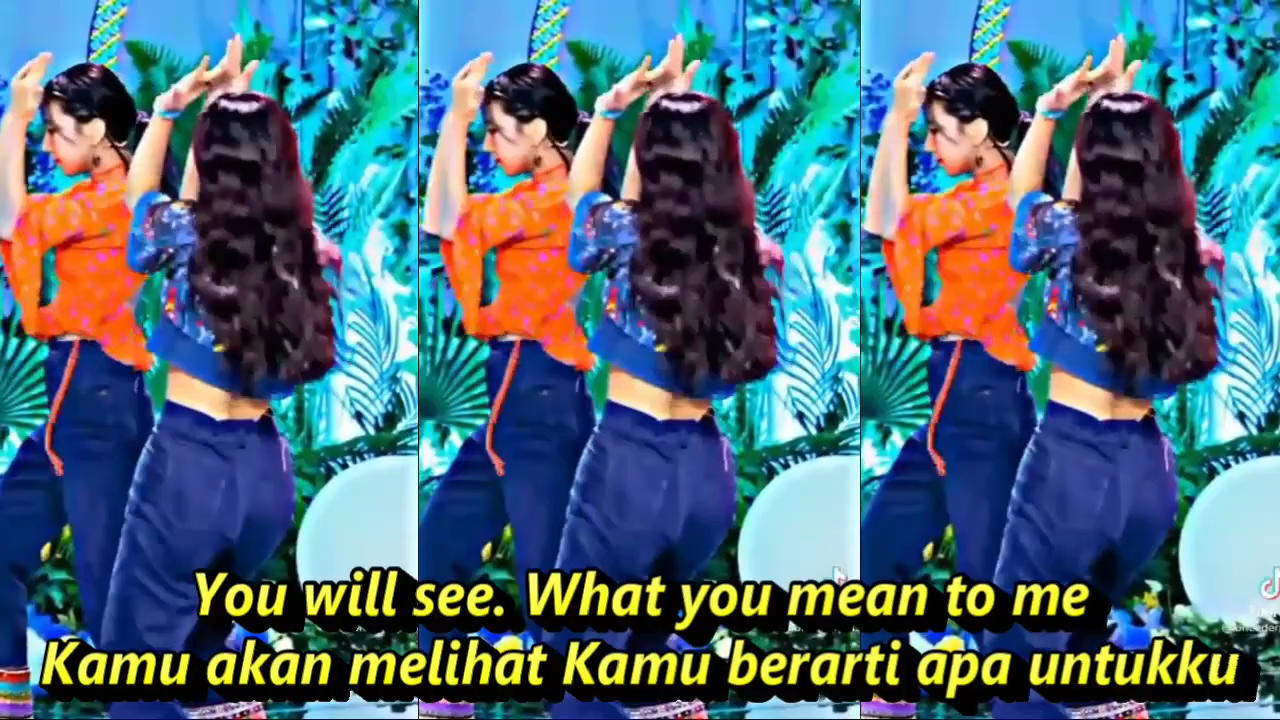 You will see. What you mean to me
Kamu akan melihat Kamu berarti apa untukku